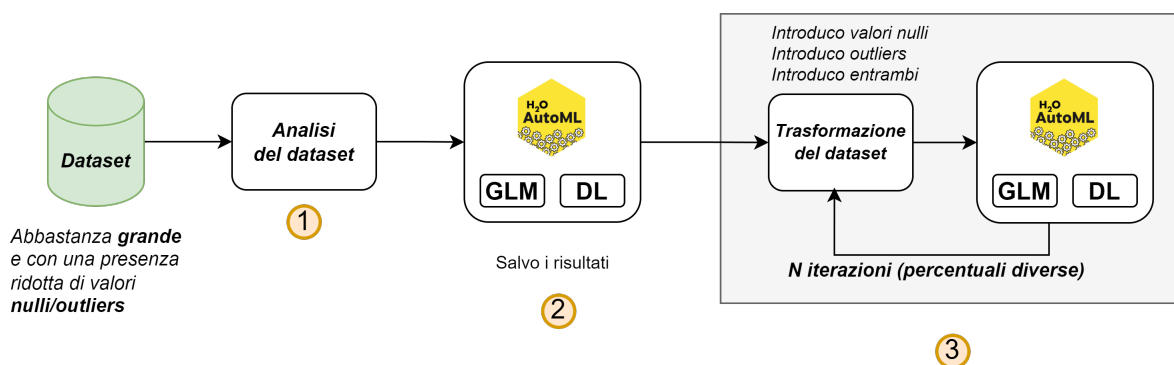 Dataset
Abbastanza grande
e con una presenza
ridotta di valori
nulli/outliers
Analisi
del dataset
1
H2O
AutoML
GLM
DL
Salvo i risultati
2
Introduco valori nulli
Introduco outliers
Introduco entrambi
Trasformazione
del dataset
H2O
AutoML
GLM
DL
N iterazioni (percentuali diverse)
3